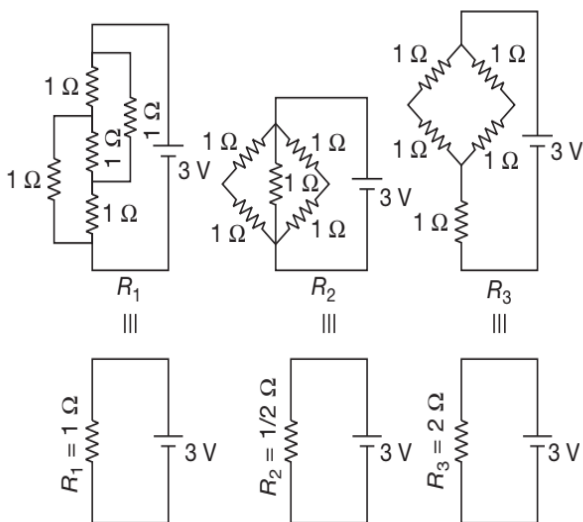 1 Ω 1 Ω 1 Ω 1 Ω 1 Ω 3 V
1 Ω 1 Ω 1 Ω 1 Ω 1 Ω 3 V
1 Ω 1 Ω 1 Ω 1 Ω 1 Ω 3 V
R1 R2 R3
||| ||| |||
R1 = 1 Ω 3 V
R2 = 1/2 Ω 3 V
R3 = 2 Ω 3 V